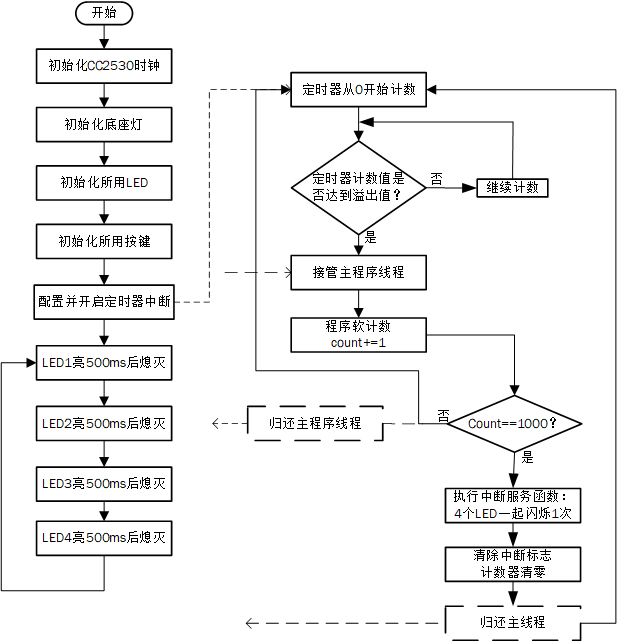 开始
初始化CC2530时钟
初始化底座灯
初始化所用LED
初始化所用按键
配置并开启定时器中断
LED1亮500ms后熄灭
LED2亮500ms后熄灭
LED3亮500ms后熄灭
LED4亮500ms后熄灭
定时器从0开始计数
定时器计数值是
否达到溢出值？
否
继续计数
是
接管主程序线程
程序软计数
count+=1
归还主程序线程
否
Count==1000？
是
执行中断服务函数：
4个LED一起闪烁1次
清除中断标志
计数器清零
归还主线程